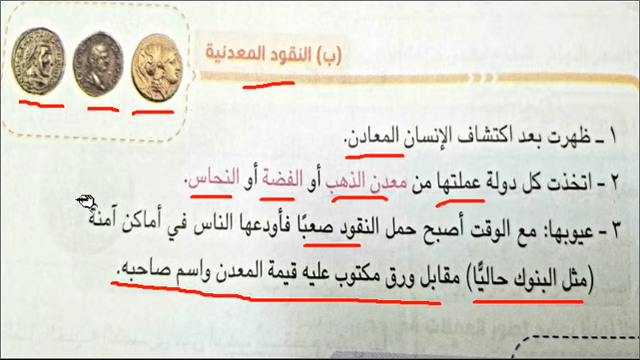 (ب) النقود المعدنية
١ - ظهرت بعد اكتشاف الإنسان المعادن.
٢ - اتخذت كل دولة عملتها من معدن الذهب أو الفضة أو النحاس.
٣ - عيوبها: مع الوقت أصبح حمل النقود صعبًا فأودعها الناس في أماكن آمنة
(مثل البنوك حاليًّا) مقابل ورق مكتوب عليه قيمة المعدن واسم صاحبه.